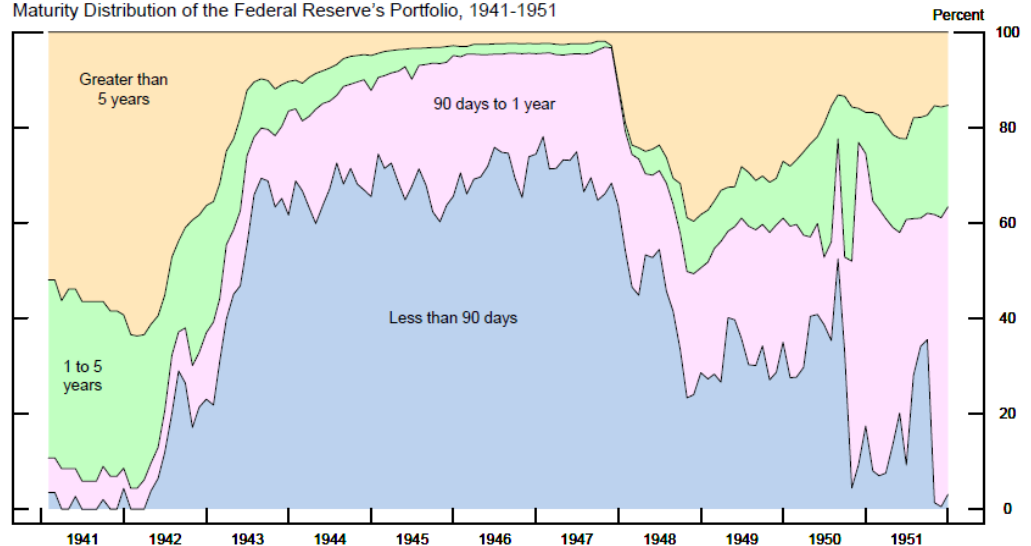 Maturity Distribution of the Federal Reserve's Portfolio, 1941-1951
Percent
100
80
60
40
20
0
Greater than
5 years
90 days to 1 year
Less than 90 days
1 to 5
years
1941 1942 1943 1944 1945 1946 1947 1948 1949 1950 1951